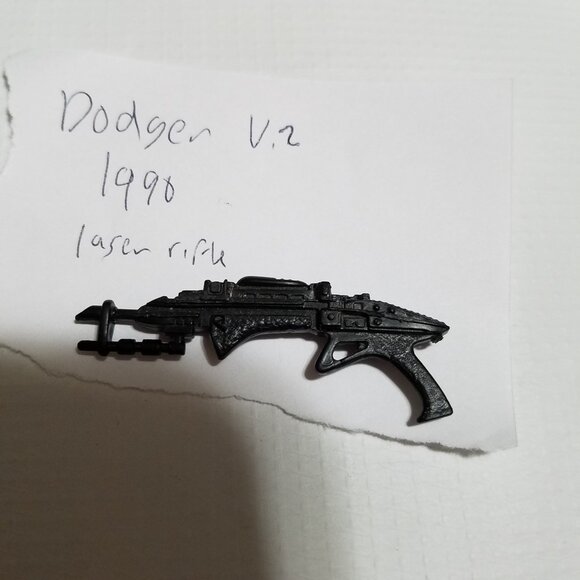 Dodger V.2
1990
laser rifle